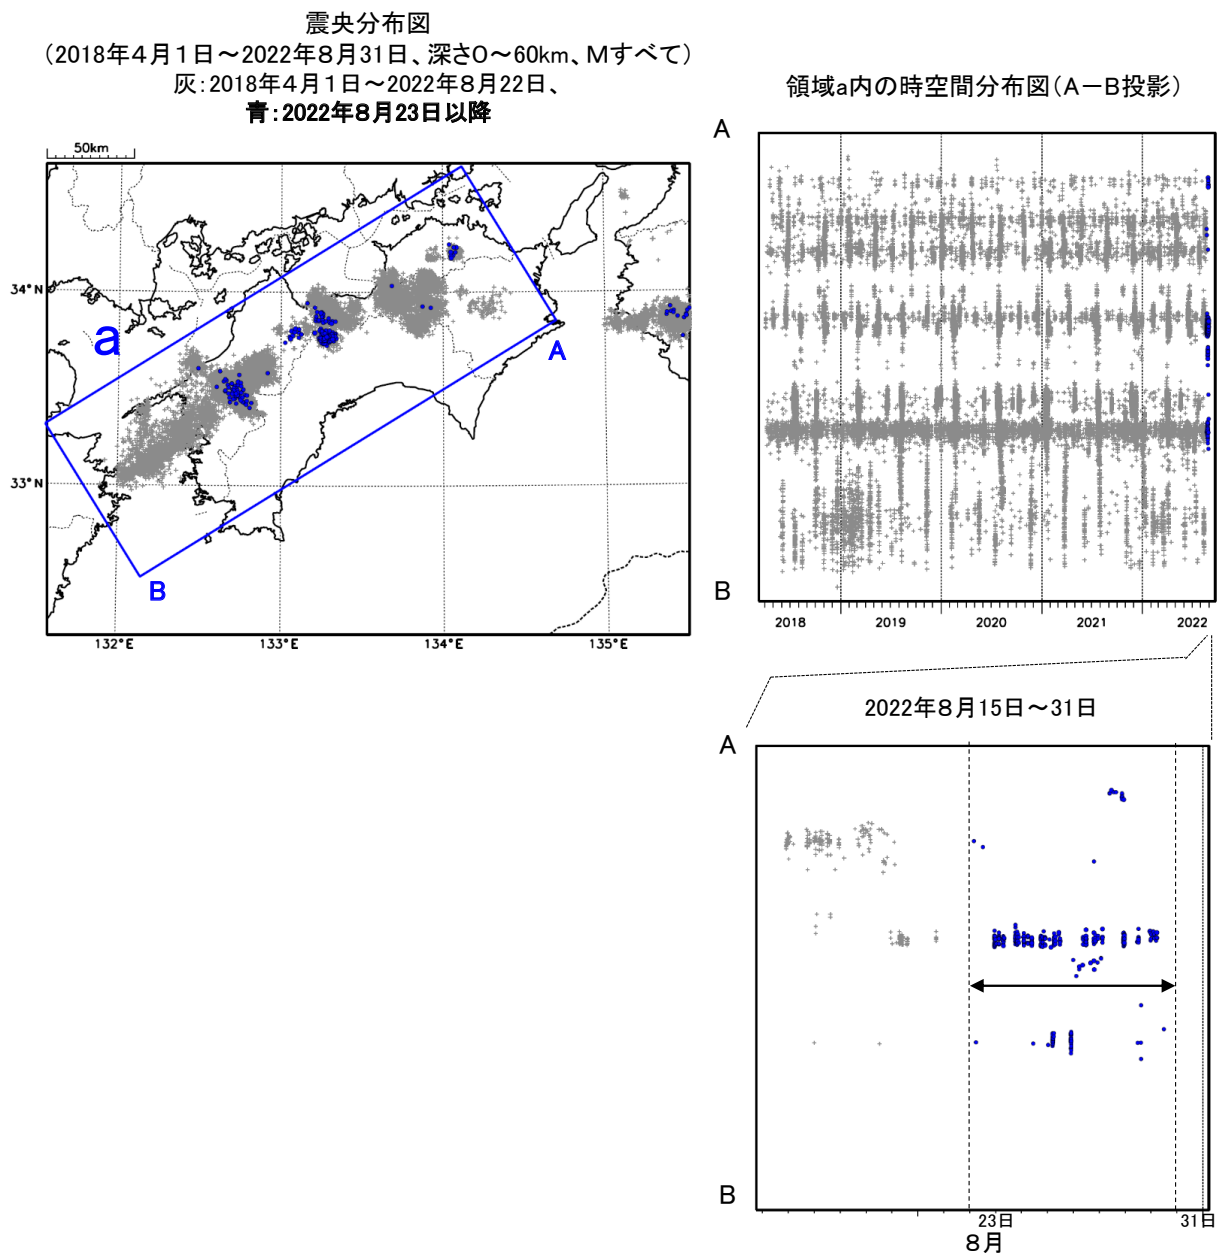 震央分布図
（2018年４月１日～2022年８月31日、深さ０～60km、Ｍすべて）
灰：2018年４月１日～2022年８月22日、
青：2022年８月23日以降
50km
34°N
33°N
132°E
133°E
134°E
135°E
a
A
B
領域a内の時空間分布図（Ａ－Ｂ投影）
A
B
2018
2019
2020
2021
2022
2022年８月15日～31日
A
B
23日
31日
８月